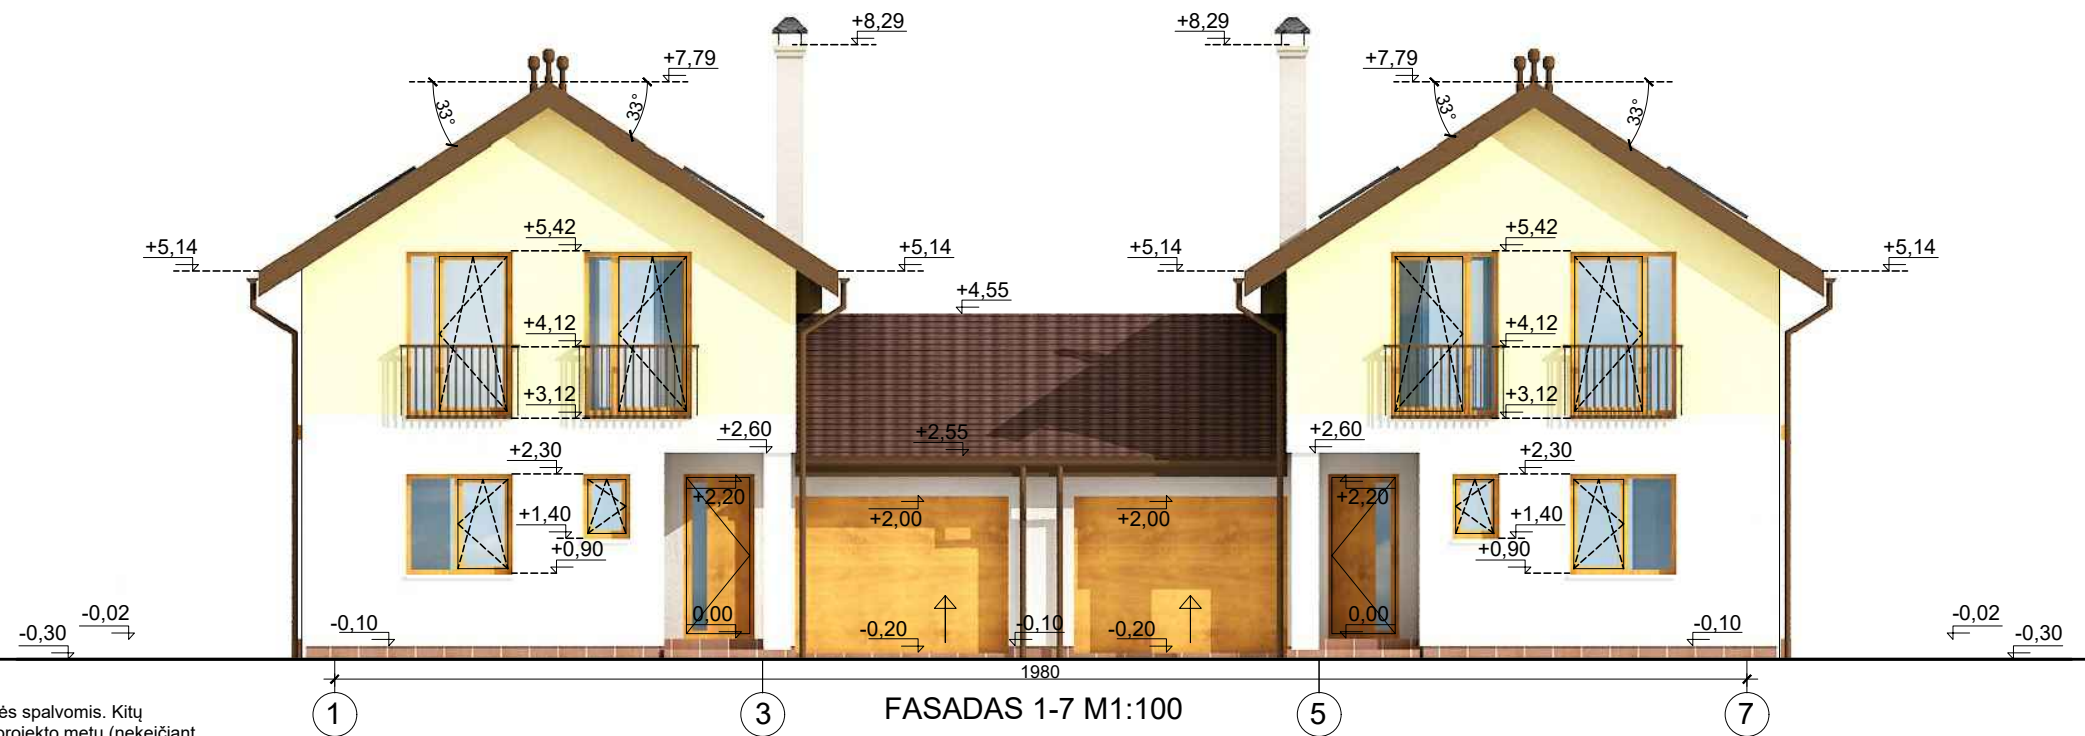 +8,29 +8,29
+7,79 +7,79
33° 33° 33° 33°
+5,42 +5,42
+5,14 +5,14 +5,14 +5,14
+4,55
+4,12 +4,12
+3,12 +3,12
+2,60 +2,55 +2,60
+2,30 +2,30
+2,20 +2,20
+1,40 +2,00 +2,00 +1,40
+0,90 +0,90
-0,02 0,00 0,00 -0,02
-0,30 -0,10 -0,20 -0,10 -0,20 -0,10 -0,30
1980
1 3 FASADAS 1-7 M1:100 5 7
ės spalvomis. Kitų
projekto metu (nekeičiant